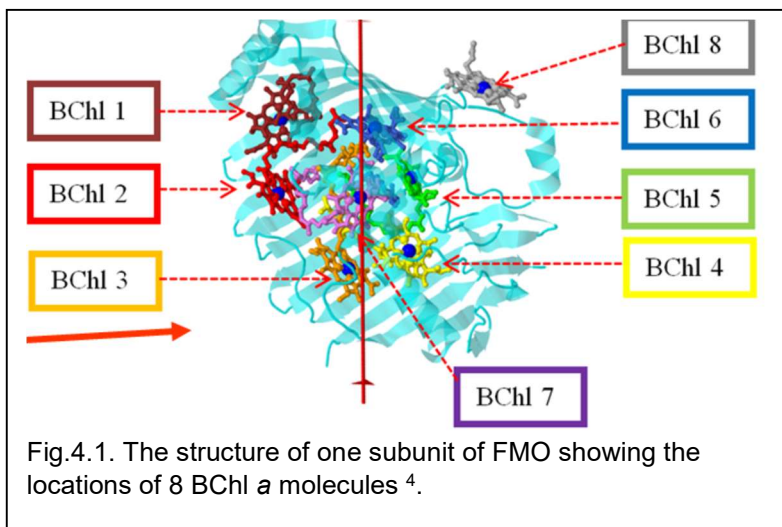 BChl 8
BChl 1
BChl 6
BChl 2
BChl 5
BChl 3
BChl 4
BChl 7
Fig.4.1. The structure of one subunit of FMO showing the
locations of 8 BChl a molecules ⁴.